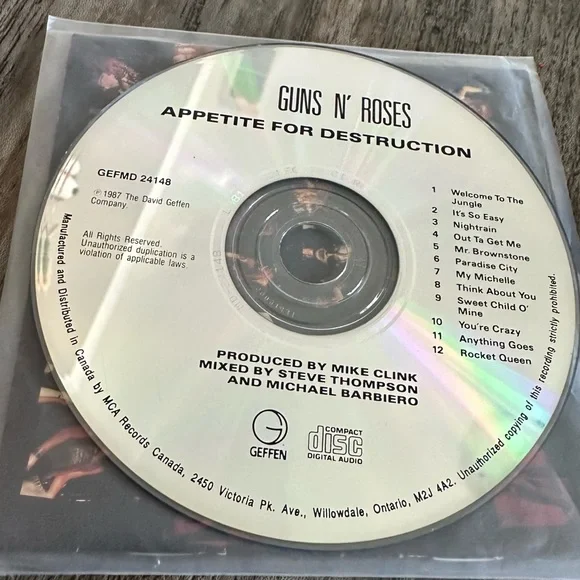 GUNS N' ROSES
APPETITE FOR DESTRUCTION
GEFMD 24148
℗ 1987 The David Geffen
Company.
All Rights Reserved.
Unauthorized duplication is a
violation of applicable laws.
1 Welcome To The
Jungle
2 It's So Easy
3 Nightrain
4 Out Ta Get Me
5 Mr. Brownstone
6 Paradise City
7 My Michelle
8 Think About You
9 Sweet Child O'
Mine
10 You're Crazy
11 Anything Goes
12 Rocket Queen
PRODUCED BY MIKE CLINK
MIXED BY STEVE THOMPSON
AND MICHAEL BARBIERO
GEFFEN
COMPACT
disc
DIGITAL AUDIO
Manufactured and Distributed in Canada by MCA Records Canada, 2450 Victoria Pk. Ave., Willowdale, Ontario, M2J 4A2. Unauthorized copying of this recording strictly prohibited.